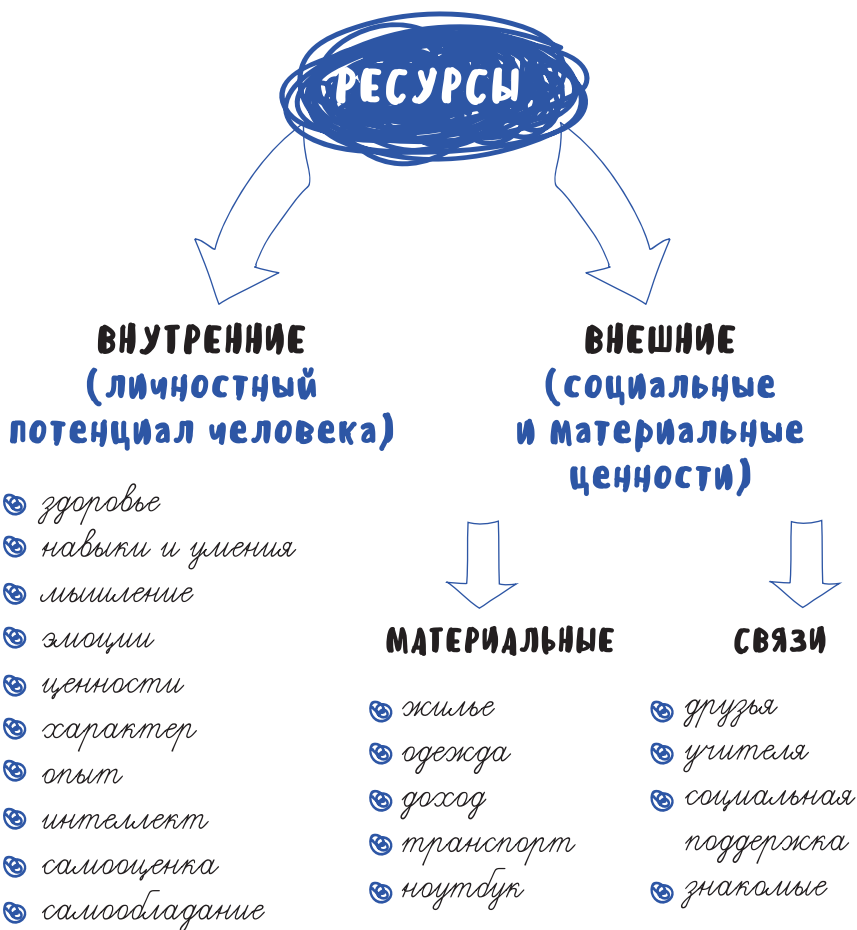 РЕСУРСЫ
ВНУТРЕННИЕ
(личностный
потенциал человека)
здоровье
навыки и умения
мышление
эмоции
ценности
характер
опыт
интеллект
самооценка
самообладание
ВНЕШНИЕ
(социальные
и материальные
ценности)
МАТЕРИАЛЬНЫЕ
жилье
одежда
доход
транспорт
ноутбук
СВЯЗИ
друзья
учителя
социальная
поддержка
знакомые